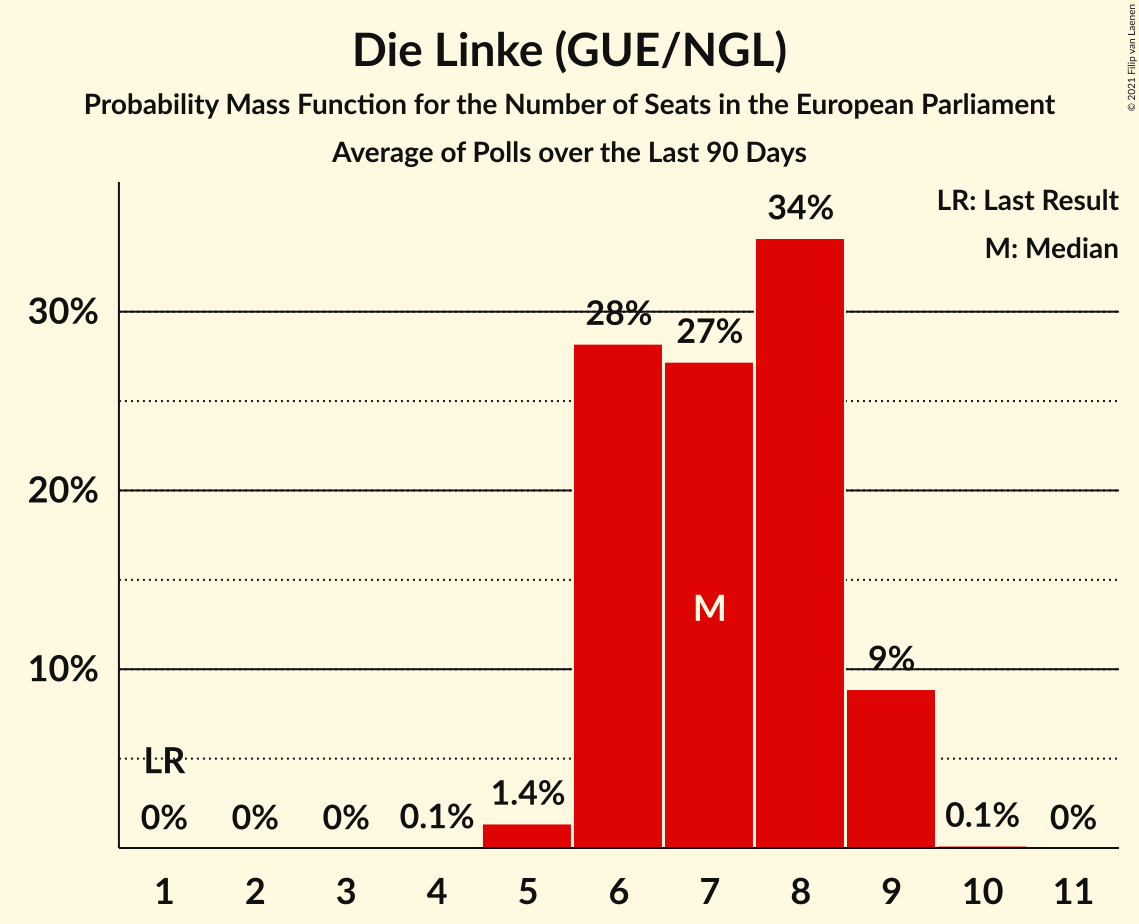 Die Linke (GUE/NGL)
Probability Mass Function for the Number of Seats in the European Parliament
Average of Polls over the Last 90 Days
© 2021 Filip van Laenen
LR: Last Result
M: Median
34%
30%
28%
27%
20%
M
10%
9%
LR
1.4%
0%
0%
0%
0.1%
0.1%
0%
1 2 3 4 5 6 7 8 9 10 11